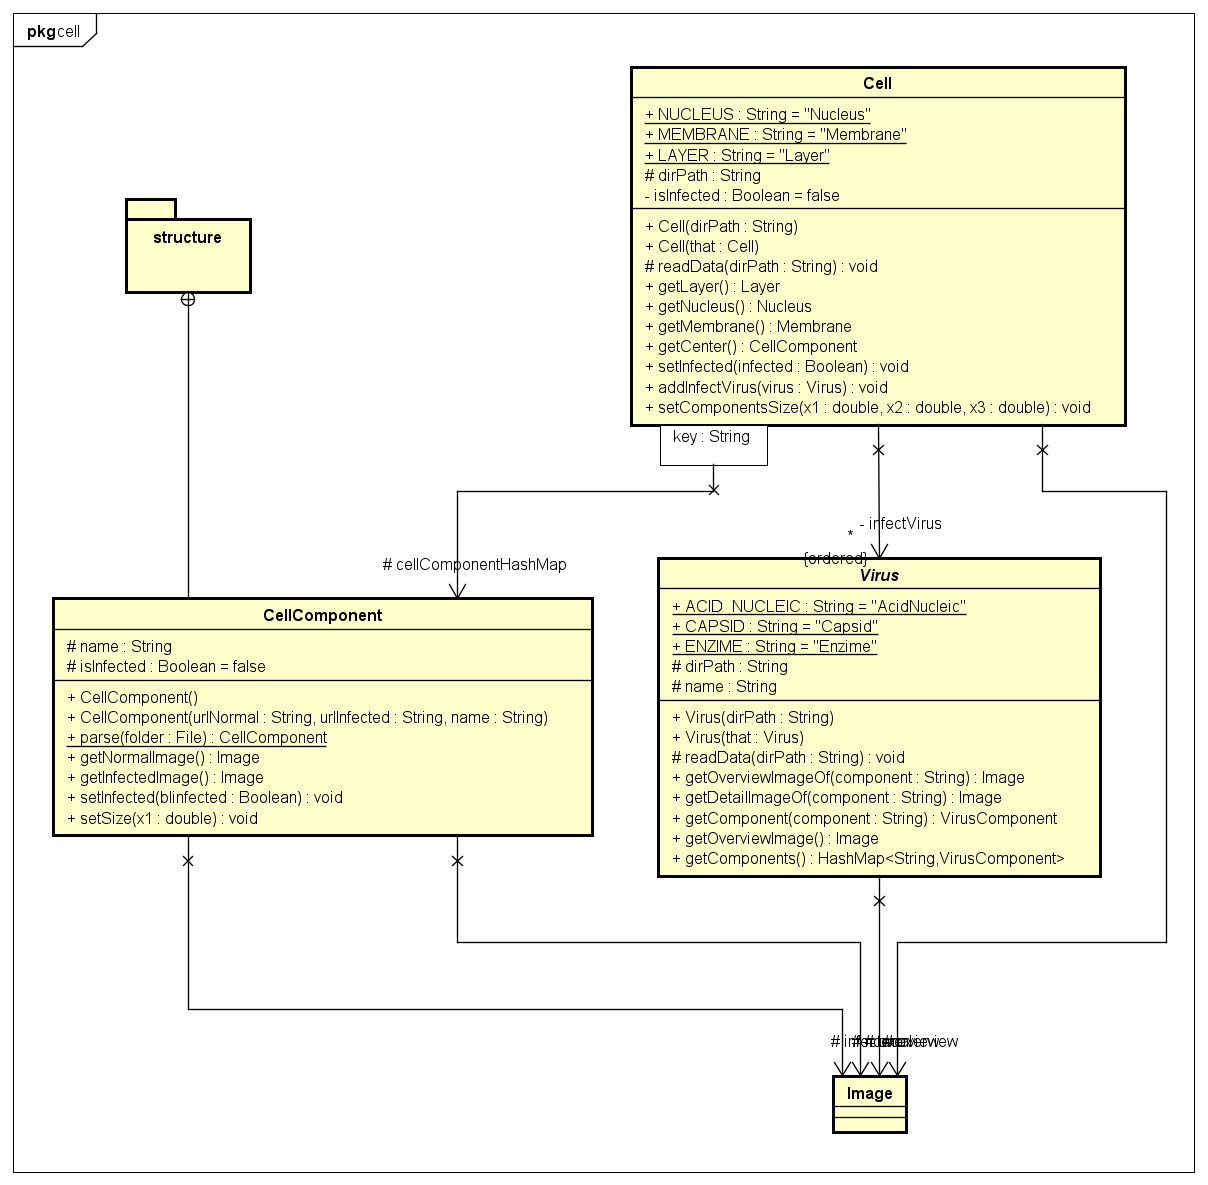 pkg cell
Cell
+ NUCLEUS : String = "Nucleus"
+ MEMBRANE : String = "Membrane"
+ LAYER : String = "Layer"
# dirPath : String
- isInfected : Boolean = false
+ Cell(dirPath : String)
+ Cell(that : Cell)
# readData(dirPath : String) : void
+ getLayer() : Layer
+ getNucleus() : Nucleus
+ getMembrane() : Membrane
+ getCenter() : CellComponent
+ setInfected(infected : Boolean) : void
+ addInfectVirus(virus : Virus) : void
+ setComponentsSize(x1 : double, x2 : double, x3 : double) : void
structure
key : String
- infectVirus
*
{ordered}
# cellComponentHashMap
CellComponent
# name : String
# isInfected : Boolean = false
+ CellComponent()
+ CellComponent(urlNormal : String, urlInfected : String, name : String)
+ parse(folder : File) : CellComponent
+ getNormalImage() : Image
+ getInfectedImage() : Image
+ setInfected(blinfected : Boolean) : void
+ setSize(x1 : double) : void
Virus
+ ACID_NUCLEIC : String = "AcidNucleic"
+ CAPSID : String = "Capsid"
+ ENZIME : String = "Enzime"
# dirPath : String
# name : String
+ Virus(dirPath : String)
+ Virus(that : Virus)
# readData(dirPath : String) : void
+ getOverviewImageOf(component : String) : Image
+ getDetailImageOf(component : String) : Image
+ getComponent(component : String) : VirusComponent
+ getOverviewImage() : Image
+ getComponents() : HashMap<String,VirusComponent>
Image